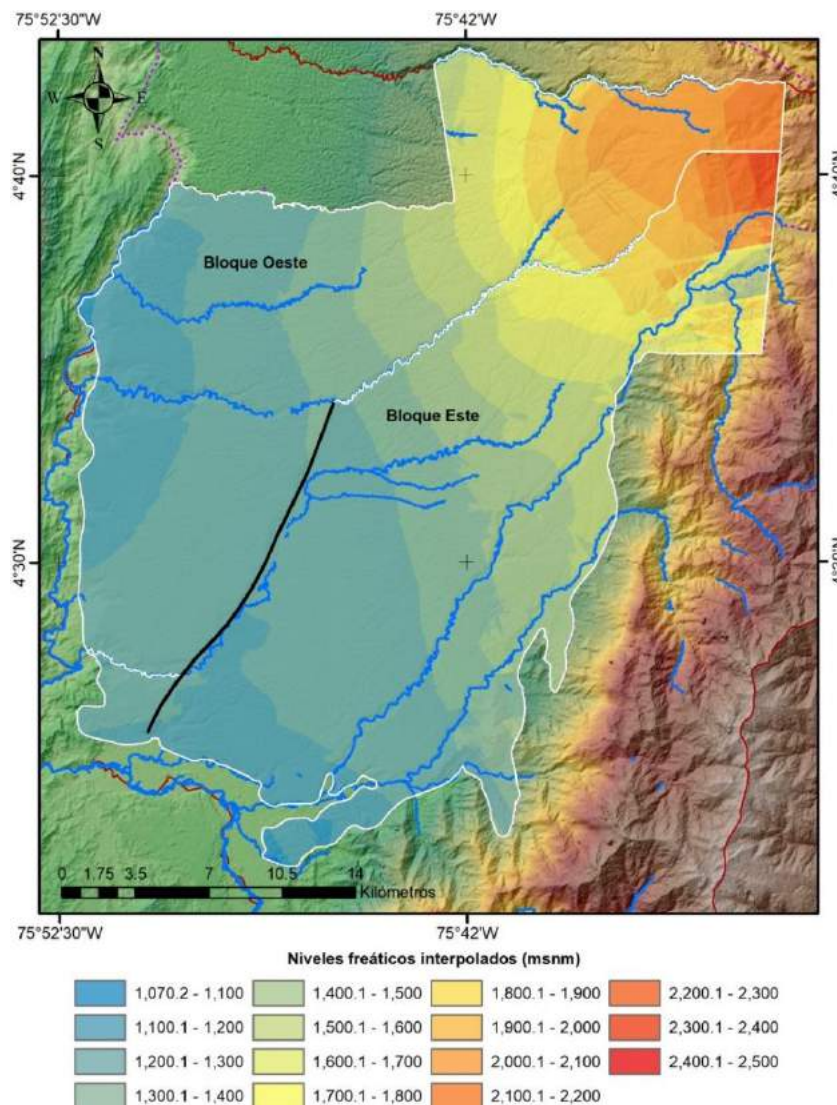 75°52'30"W 75°42'W
N
W E
S
4°40'N 4°40'N
Bloque Oeste
Bloque Este
4°30'N 4°30'N
0 1.75 3.5 7 10.5 14
Kilómetros
75°52'30"W 75°42'W
Niveles freáticos interpolados (msnm)
1,070.2 - 1,100 1,400.1 - 1,500 1,800.1 - 1,900 2,200.1 - 2,300
1,100.1 - 1,200 1,500.1 - 1,600 1,900.1 - 2,000 2,300.1 - 2,400
1,200.1 - 1,300 1,600.1 - 1,700 2,000.1 - 2,100 2,400.1 - 2,500
1,300.1 - 1,400 1,700.1 - 1,800 2,100.1 - 2,200